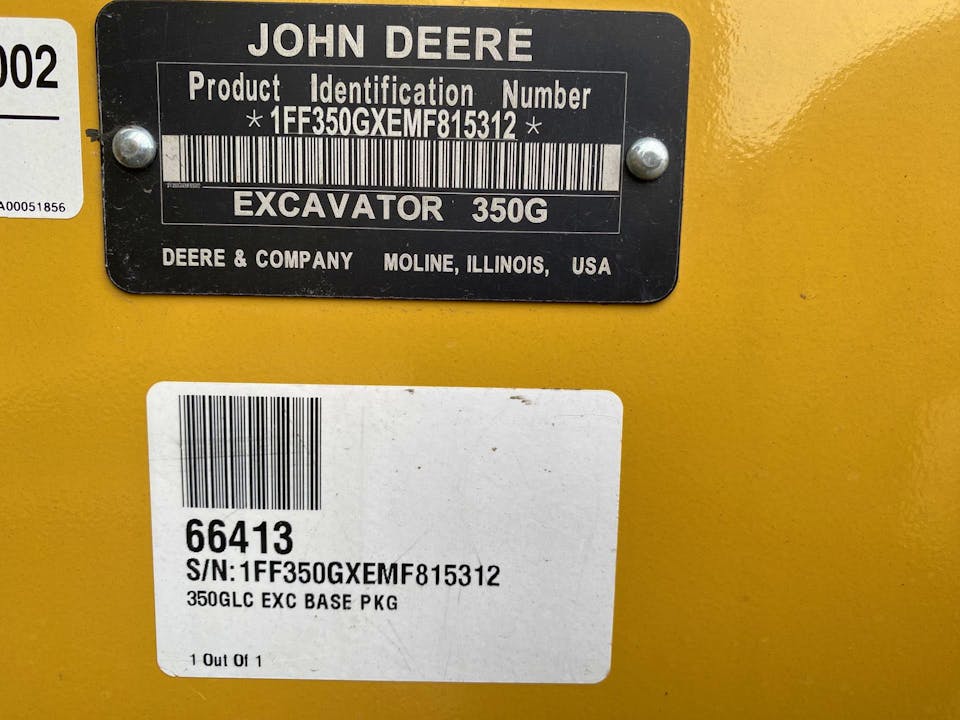 002
A00051856
JOHN DEERE
Product Identification Number
*1FF350GXEMF815312*
EXCAVATOR 350G
DEERE & COMPANY MOLINE, ILLINOIS, USA
66413
S/N:1FF350GXEMF815312
350GLC EXC BASE PKG
1 Out Of 1